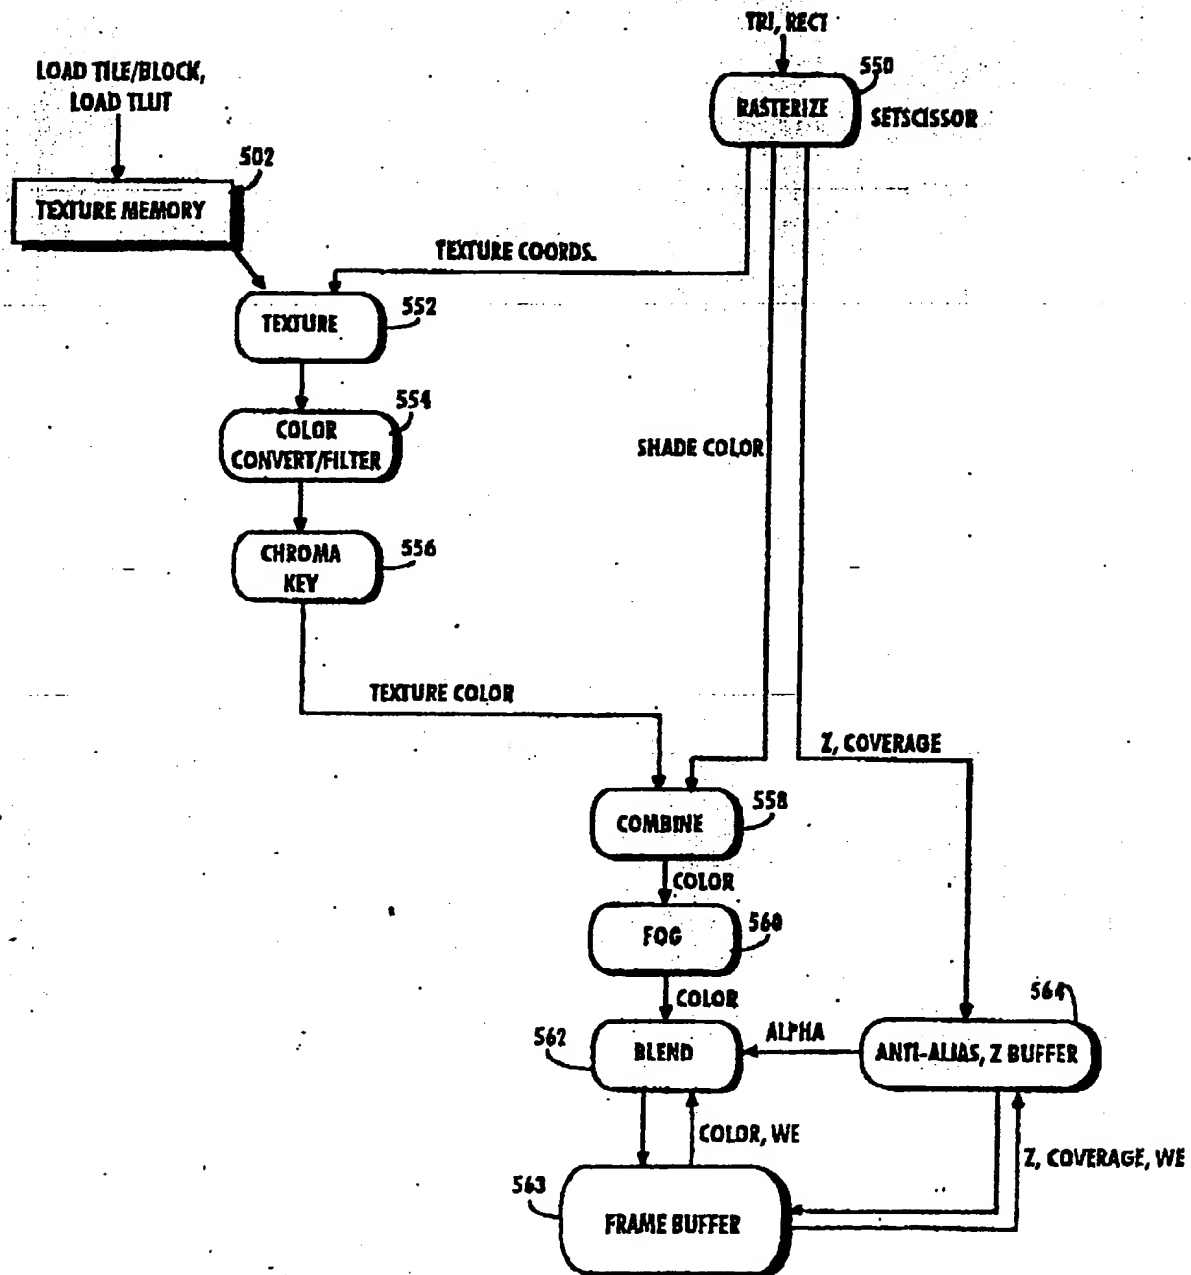 TRI, RECT
550
RASTERIZE
SETSCISSOR
LOAD TILE/BLOCK,
LOAD TLUT
502
TEXTURE MEMORY
TEXTURE COORDS.
TEXTURE
552
554
COLOR
CONVERT/FILTER
SHADE COLOR
CHROMA
KEY
556
TEXTURE COLOR
Z, COVERAGE
COMBINE
558
COLOR
FOG
560
COLOR
564
562
BLEND
ALPHA
ANTI-ALIAS, Z BUFFER
COLOR, WE
Z, COVERAGE, WE
563
FRAME BUFFER